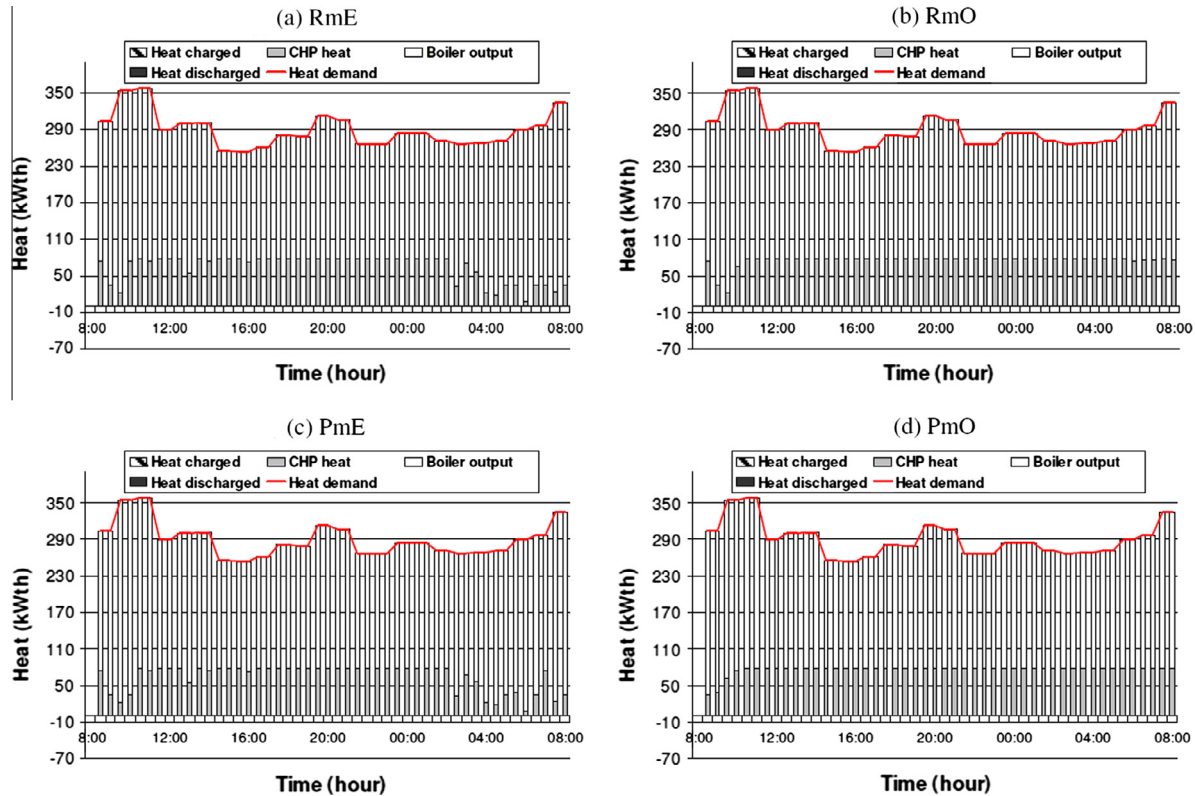 (a) RmE
Heat charged CHP heat Boiler output
Heat discharged Heat demand
350
290
230
170
110
50
-10
-70
Heat (kWth)
8:00 12:00 16:00 20:00 00:00 04:00 08:00
Time (hour)
(b) RmO
Heat charged CHP heat Boiler output
Heat discharged Heat demand
350
290
230
170
110
50
-10
-70
Heat (kWth)
8:00 12:00 16:00 20:00 00:00 04:00 08:00
Time (hour)
(c) PmE
Heat charged CHP heat Boiler output
Heat discharged Heat demand
350
290
230
170
110
50
-10
-70
Heat (kWth)
8:00 12:00 16:00 20:00 00:00 04:00 08:00
Time (hour)
(d) PmO
Heat charged CHP heat Boiler output
Heat discharged Heat demand
350
290
230
170
110
50
-10
-70
Heat (kWth)
8:00 12:00 16:00 20:00 00:00 04:00 08:00
Time (hour)